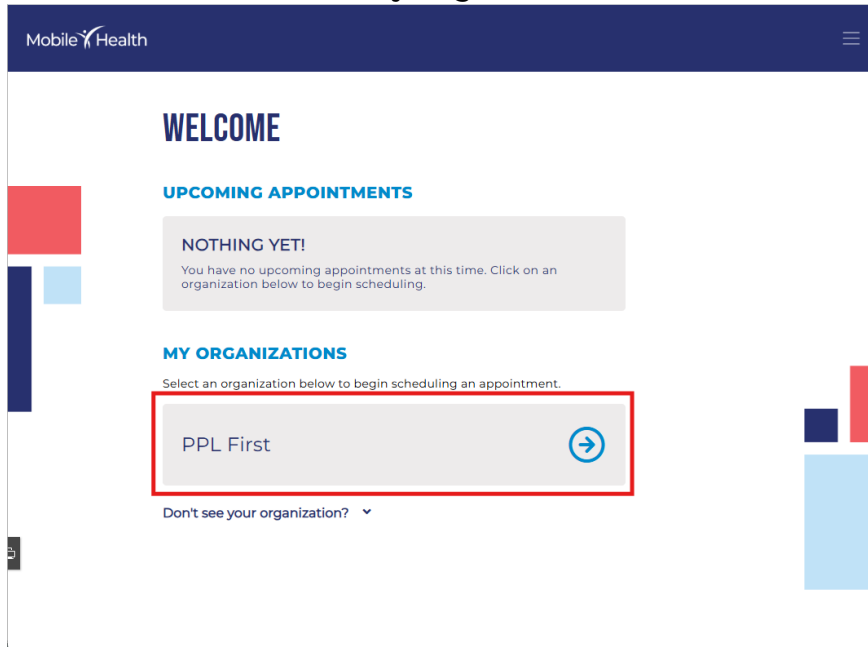 Mobile Health
WELCOME
UPCOMING APPOINTMENTS
NOTHING YET!
You have no upcoming appointments at this time. Click on an
organization below to begin scheduling.
MY ORGANIZATIONS
Select an organization below to begin scheduling an appointment.
PPL First
Don't see your organization?